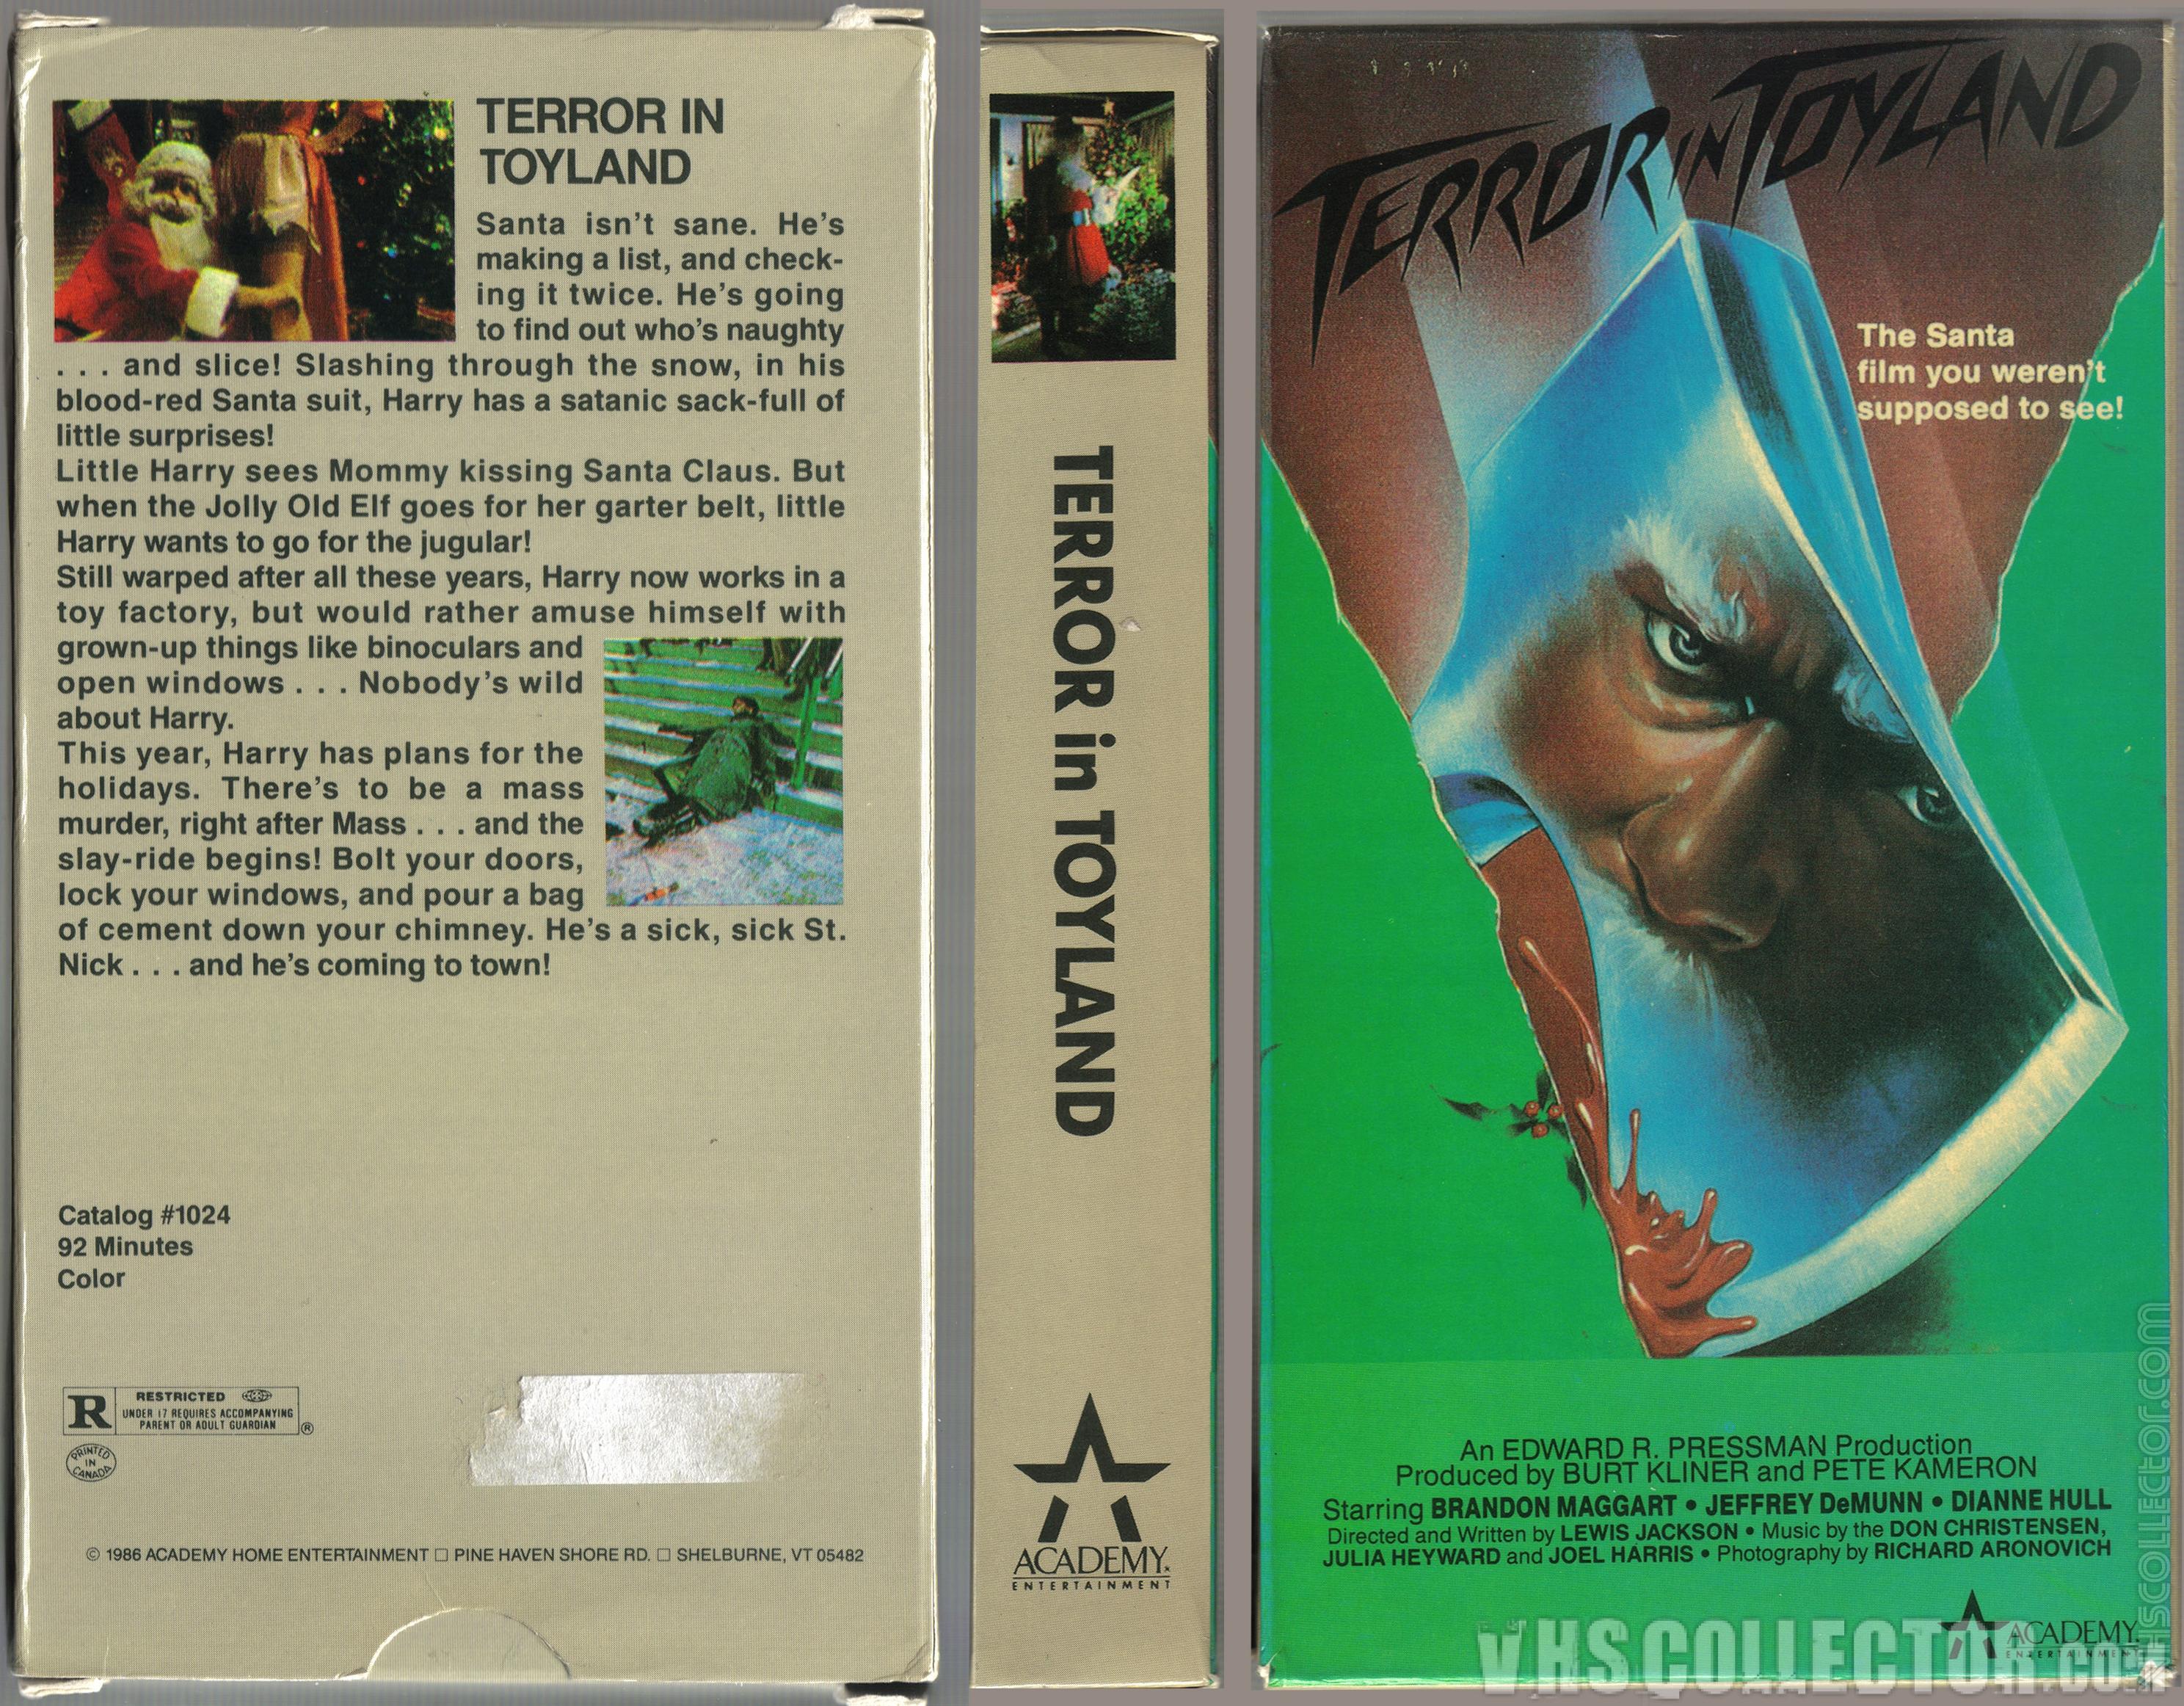 TERROR IN
TOYLAND
Santa isn't sane. He's
making a list, and check-
ing it twice. He's going
to find out who's naughty
. . . and slice! Slashing through the snow, in his
blood-red Santa suit, Harry has a satanic sack-full of
little surprises!
Little Harry sees Mommy kissing Santa Claus. But
when the Jolly Old Elf goes for her garter belt, little
Harry wants to go for the jugular!
Still warped after all these years, Harry now works in a
toy factory, but would rather amuse himself with
grown-up things like binoculars and
open windows . . . Nobody's wild
about Harry.
This year, Harry has plans for the
holidays. There's to be a mass
murder, right after Mass . . . and the
slay-ride begins! Bolt your doors,
lock your windows, and pour a bag
of cement down your chimney. He's a sick, sick St.
Nick . . . and he's coming to town!
Catalog #1024
92 Minutes
Color
R
RESTRICTED
UNDER 17 REQUIRES ACCOMPANYING
PARENT OR ADULT GUARDIAN
®
PRINTED
IN
CANADA
© 1986 ACADEMY HOME ENTERTAINMENT □ PINE HAVEN SHORE RD. □ SHELBURNE, VT 05482
TERROR in TOYLAND
ACADEMY
ENTERTAINMENT
TERROR IN TOYLAND
The Santa
film you weren't
supposed to see!
An EDWARD R. PRESSMAN Production
Produced by BURT KLINER and PETE KAMERON
Starring BRANDON MAGGART • JEFFREY DeMUNN • DIANNE HULL
Directed and Written by LEWIS JACKSON • Music by the DON CHRISTENSEN,
JULIA HEYWARD and JOEL HARRIS • Photography by RICHARD ARONOVICH
ACADEMY
ENTERTAINMENT
VHSCOLLECTOR.com
VHSCOLLECTOR.com